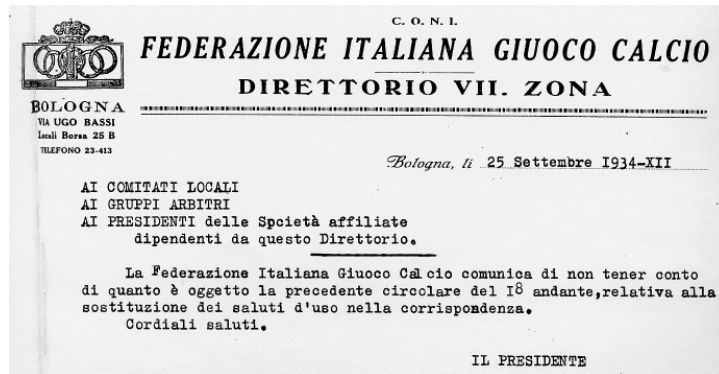 C. O. N. I.
FEDERAZIONE ITALIANA GIUOCO CALCIO
DIRETTORIO VII. ZONA
BOLOGNA
VIA UGO BASSI
Locali Borsa 25 B
TELEFONO 23-413
Bologna, li 25 Settembre I934-XII
AI COMITATI LOCALI
AI GRUPPI ARBITRI
AI PRESIDENTI delle Spcietà affiliate
dipendenti da questo Direttorio.
La Federazione Italiana Giuoco Calcio comunica di non tener conto
di quanto è oggetto la precedente circolare del I8 andante,relativa alla
sostituzione dei saluti d'uso nella corrispondenza.
Cordiali saluti.
IL PRESIDENTE